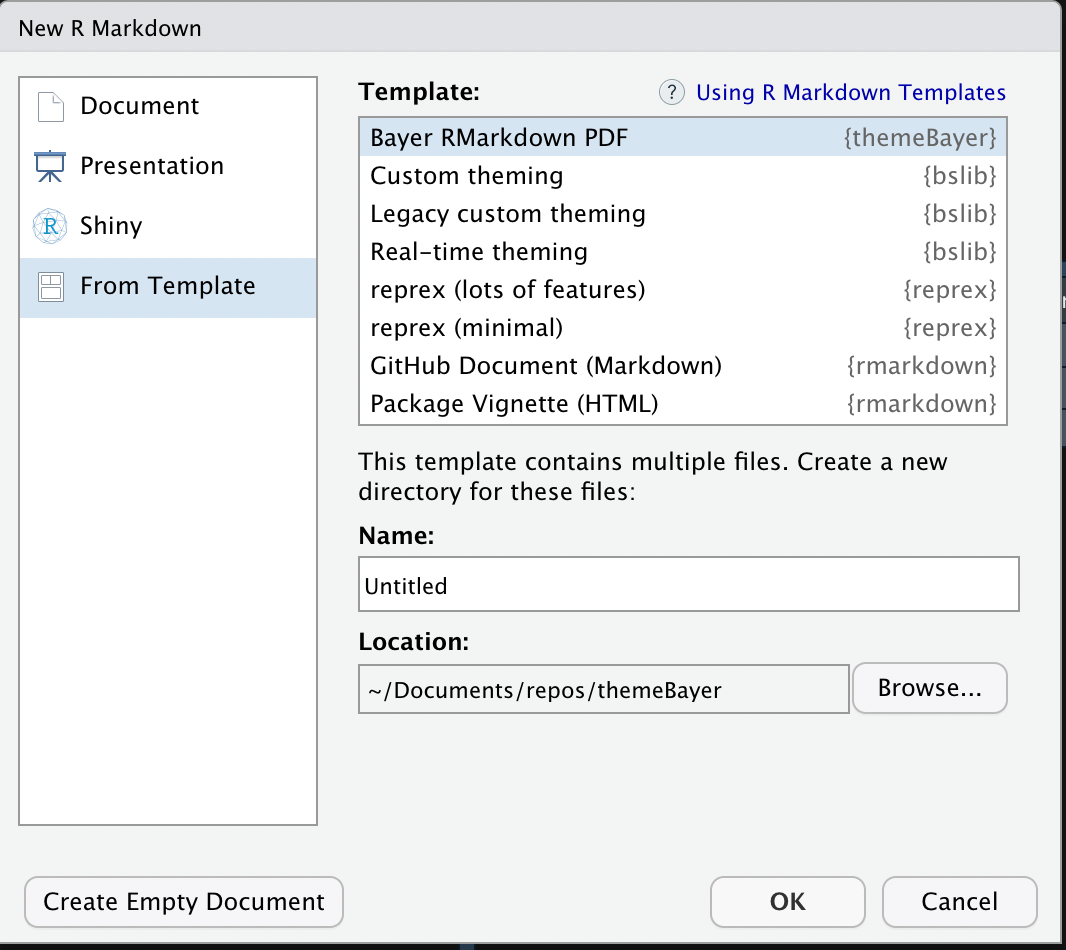 New R Markdown
Document
Presentation
Shiny
From Template
Template:
? Using R Markdown Templates
Bayer RMarkdown PDF {themeBayer}
Custom theming {bslib}
Legacy custom theming {bslib}
Real-time theming {bslib}
reprex (lots of features) {reprex}
reprex (minimal) {reprex}
GitHub Document (Markdown) {rmarkdown}
Package Vignette (HTML) {rmarkdown}
This template contains multiple files. Create a new
directory for these files:
Name:
Untitled
Location:
~/Documents/repos/themeBayer
Browse...
Create Empty Document
OK
Cancel